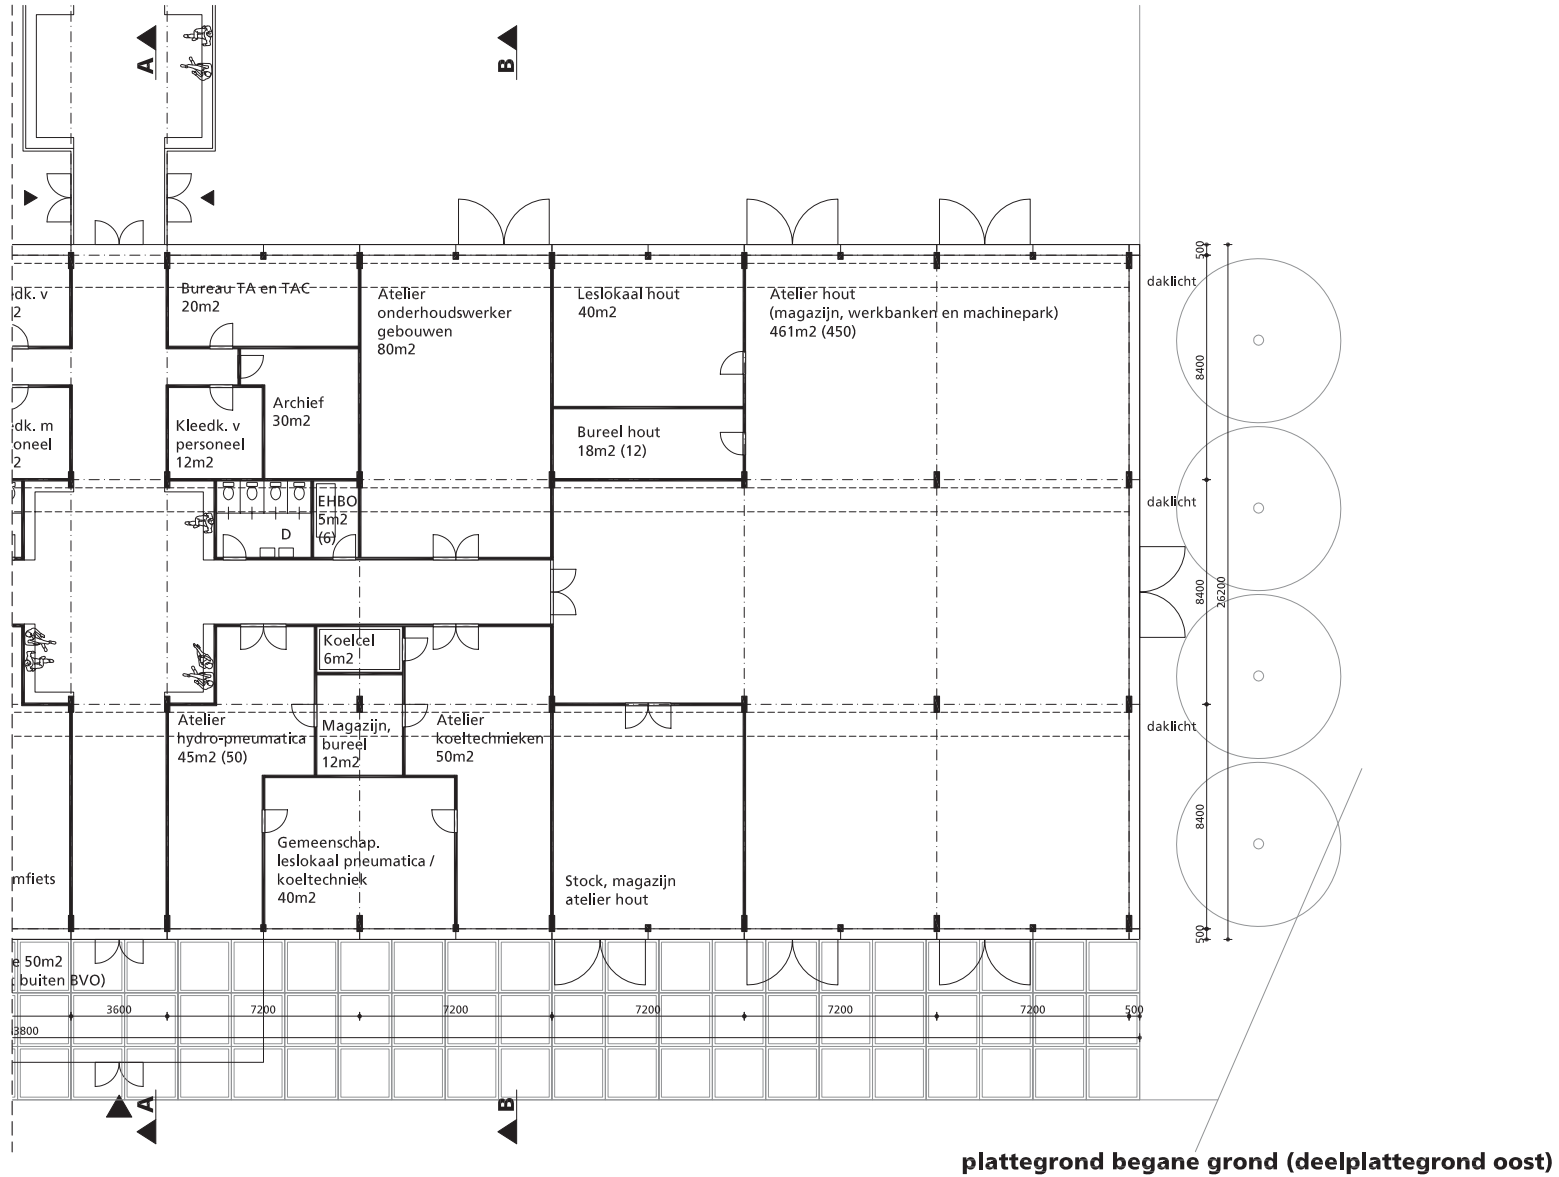 A
B
dk. v
2
Bureau TA en TAC
20m2
Atelier
onderhoudswerker
gebouwen
80m2
Leslokaal hout
40m2
Atelier hout
(magazijn, werkbanken en machinepark)
461m2 (450)
daklicht
500
8400
dk. m
oneel
2
Kleedk. v
personeel
12m2
Archief
30m2
Bureel hout
18m2 (12)
EHBO
5m2
(6)
D
daklicht
8400
26200
Koelcel
6m2
Atelier
hydro-pneumatica
45m2 (50)
Magazijn,
bureel
12m2
Atelier
koeltechnieken
50m2
daklicht
8400
Gemeenschap.
leslokaal pneumatica /
koeltechniek
40m2
mfiets
Stock, magazijn
atelier hout
500
e 50m2
buiten BVO)
3600
7200
7200
7200
7200
7200
500
3800
A
B
plattegrond begane grond (deelplattegrond oost)